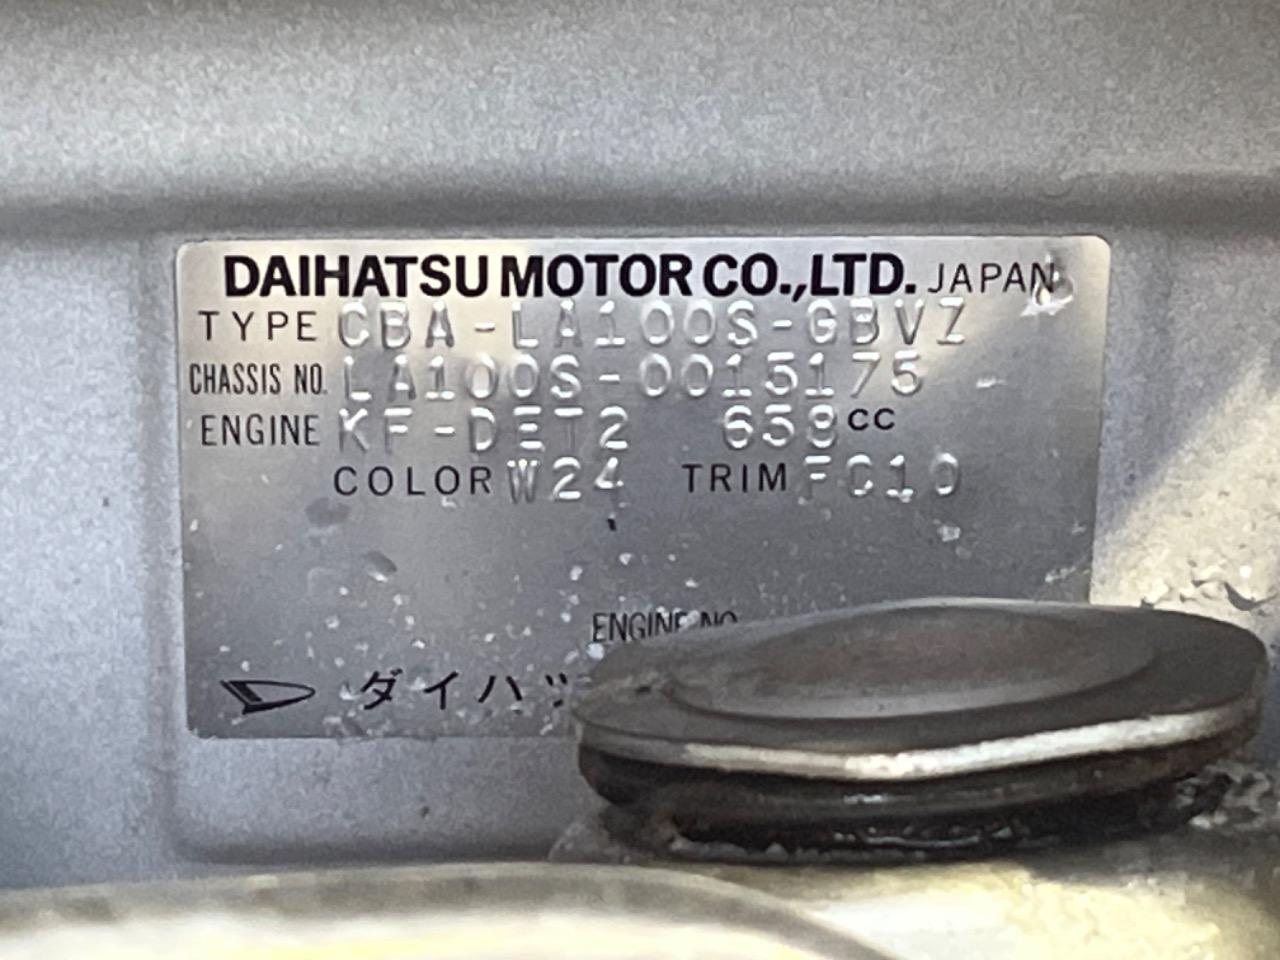 DAIHATSU MOTOR CO.,LTD. JAPAN
TYPE CBA-LA100S-GBVZ
CHASSIS NO. LA100S-0015175
ENGINE KF-DET2 658cc
COLOR W24 TRIM FC10
ENGINE NO.
ダイハツ